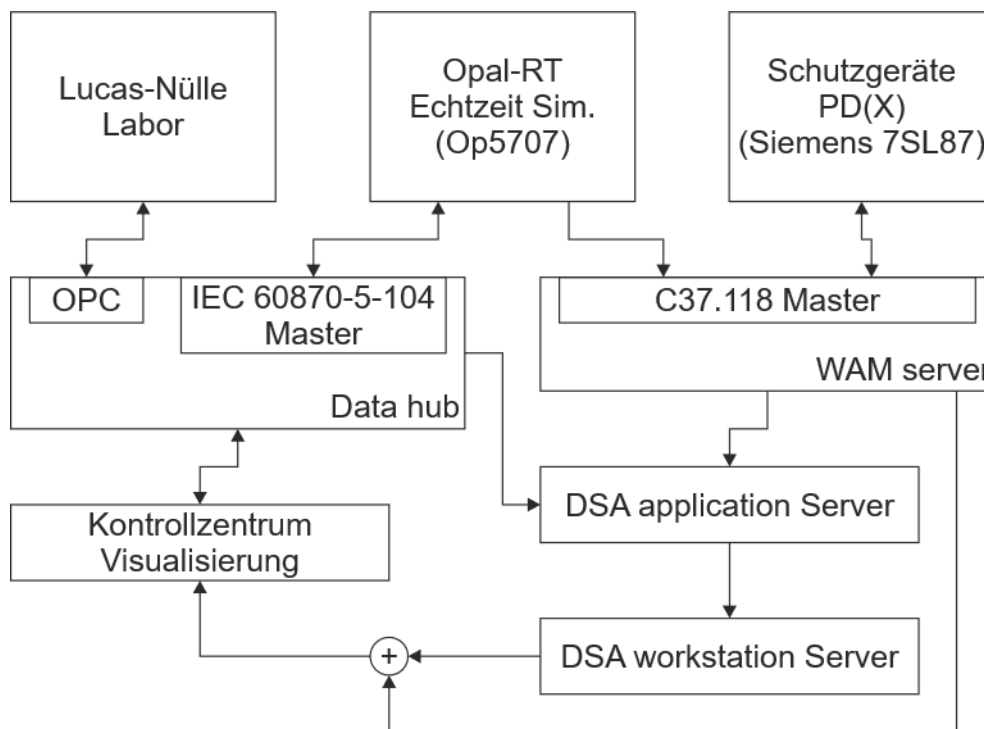 Lucas-Nülle
Labor
Opal-RT
Echtzeit Sim.
(Op5707)
Schutzgeräte
PD(X)
(Siemens 7SL87)
OPC
IEC 60870-5-104
Master
Data hub
C37.118 Master
WAM server
Kontrollzentrum
Visualisierung
DSA application Server
DSA workstation Server
+